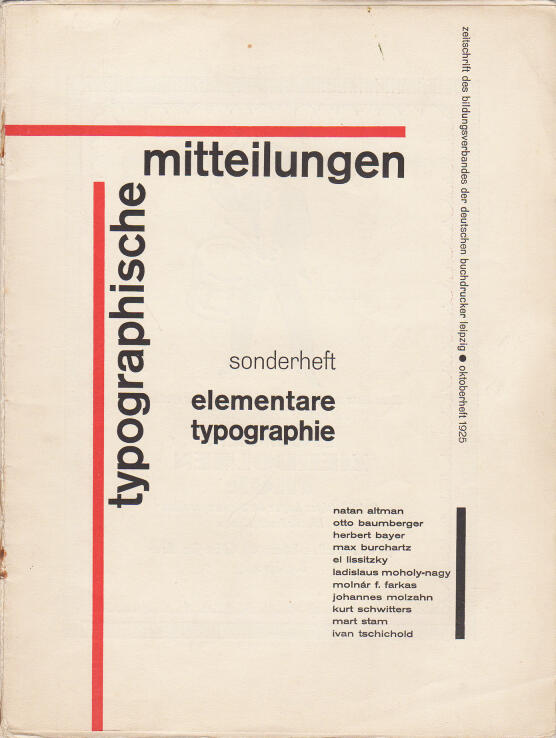 typographische
mitteilungen
zeitschrift des bildungsverbandes der deutschen buchdrucker leipzig ● oktoberheft 1925
sonderheft
elementare
typographie
natan altman
otto baumberger
herbert bayer
max burchartz
el lissitzky
ladislaus moholy-nagy
molnár f. farkas
johannes molzahn
kurt schwitters
mart stam
ivan tschichold